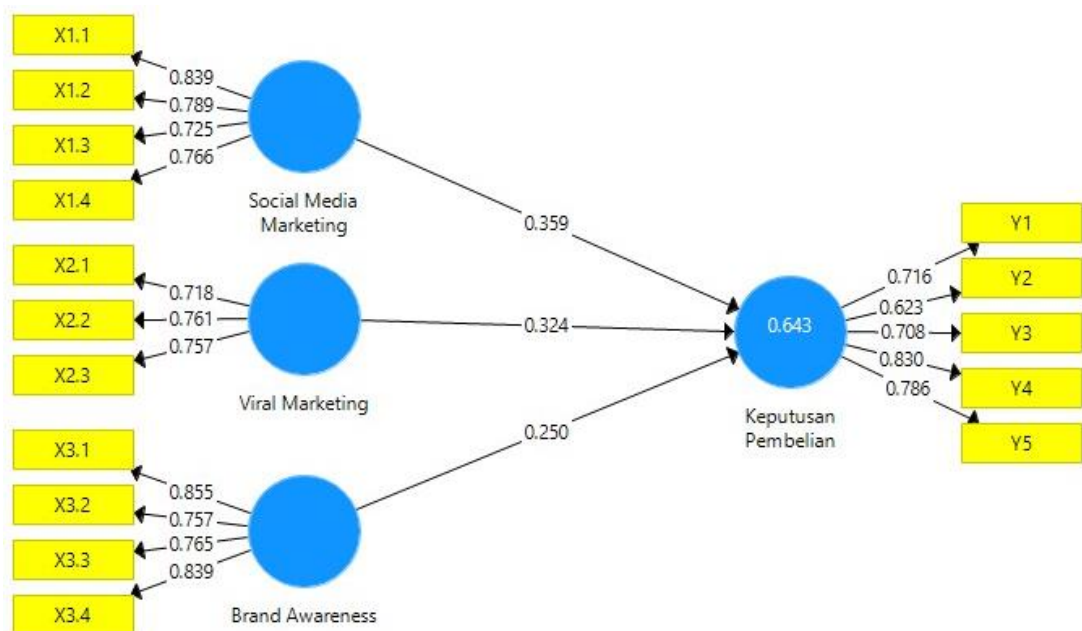 X1.1
0.839
X1.2
0.789
X1.3
0.725
0.766
X1.4
Social Media
Marketing
0.359
X2.1
0.718
X2.2
0.761
X2.3
0.757
Viral Marketing
0.324
X3.1
0.855
X3.2
0.757
X3.3
0.765
0.839
X3.4
Brand Awareness
0.250
0.643
Keputusan
Pembelian
Y1
0.716
Y2
0.623
0.708
Y3
0.830
Y4
0.786
Y5